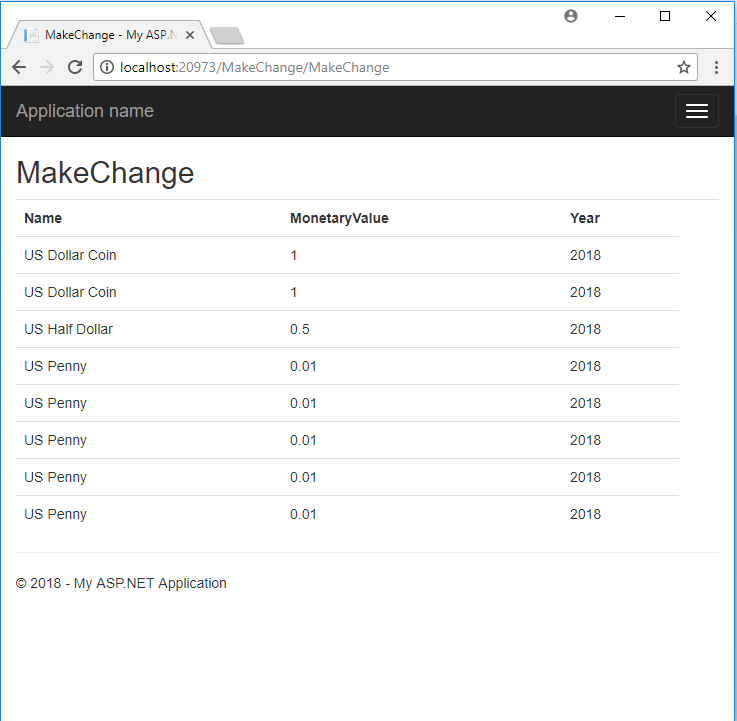 MakeChange - My ASP.N
localhost:20973/MakeChange/MakeChange
Application name
MakeChange
Name MonetaryValue Year
US Dollar Coin 1 2018
US Dollar Coin 1 2018
US Half Dollar 0.5 2018
US Penny 0.01 2018
US Penny 0.01 2018
US Penny 0.01 2018
US Penny 0.01 2018
US Penny 0.01 2018
© 2018 - My ASP.NET Application